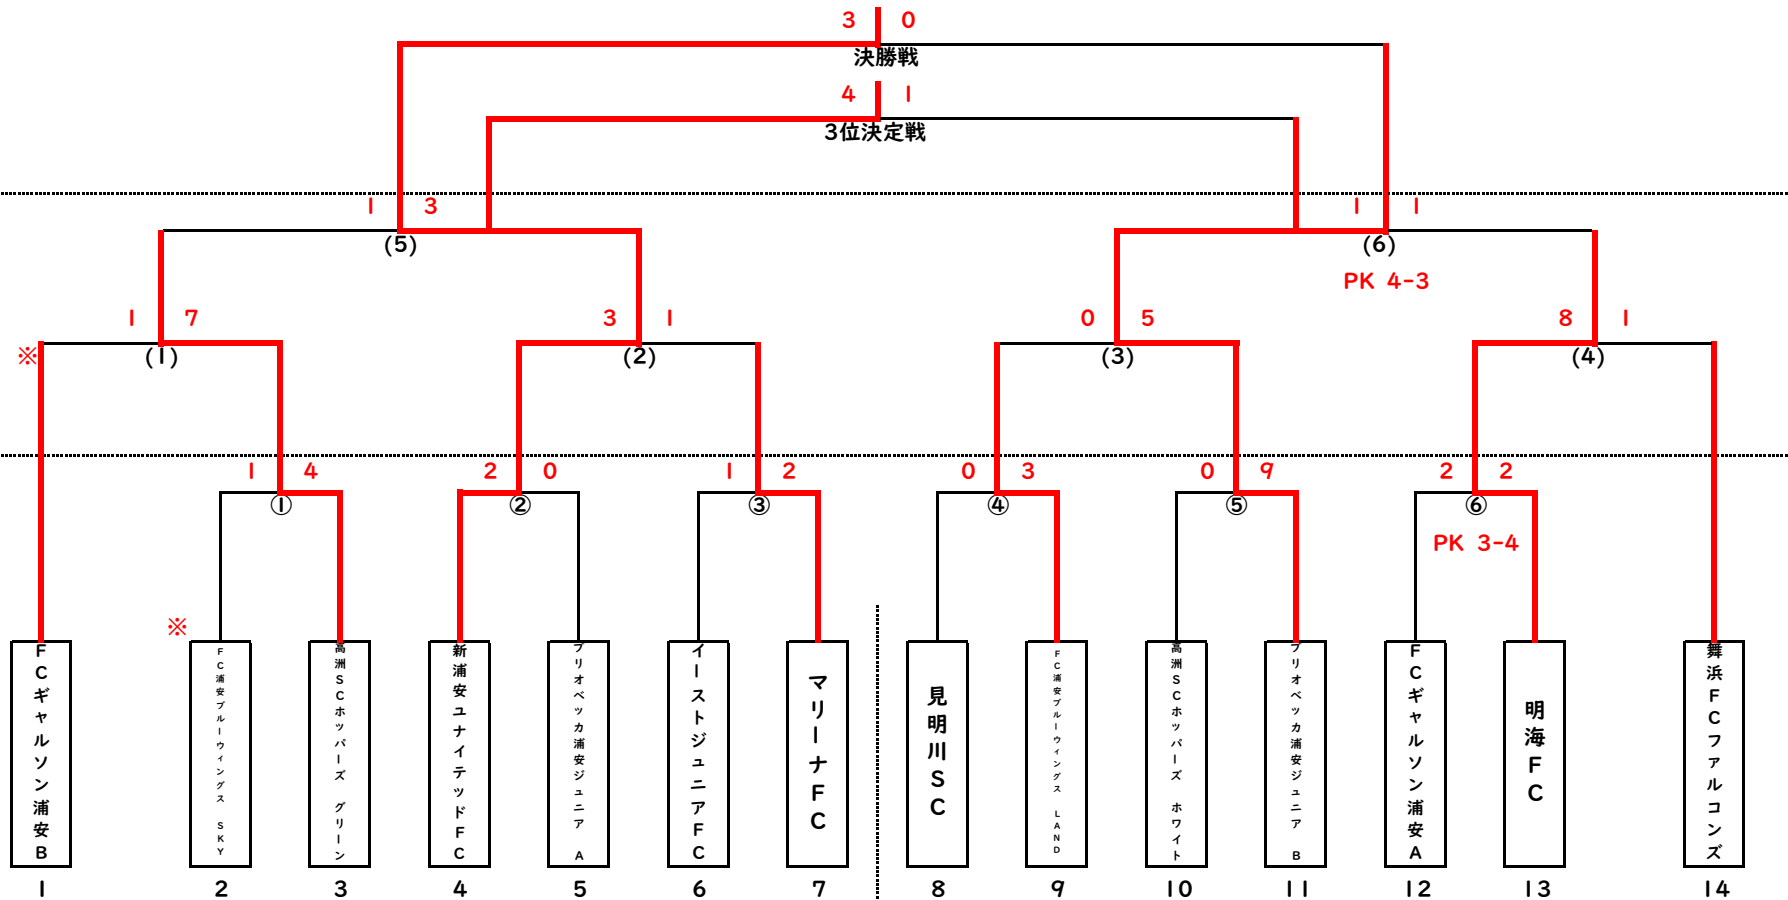 3 0
決勝戦
4 1
3位決定戦
1 3
(5)
1 1
(6)
PK 4-3
※
1 7
(1)
3 1
(2)
0 5
(3)
8 1
(4)
1 4
①
2 0
②
1 2
③
0 3
④
0 9
⑤
2 2
⑥
PK 3-4
※
FCギャルソン浦安B
FC浦安ブルーウィングス SKY
高洲SCホッパーズ グリーン
新浦安ユナイテッドFC
ブリオベッカ浦安ジュニア A
イーストジュニアFC
マリーナFC
見明川SC
FC浦安ブルーウィングス LAND
高洲SCホッパーズ ホワイト
ブリオベッカ浦安ジュニア B
FCギャルソン浦安A
明海FC
舞浜FCファルコンズ
1 2 3 4 5 6 7 8 9 10 11 12 13 14